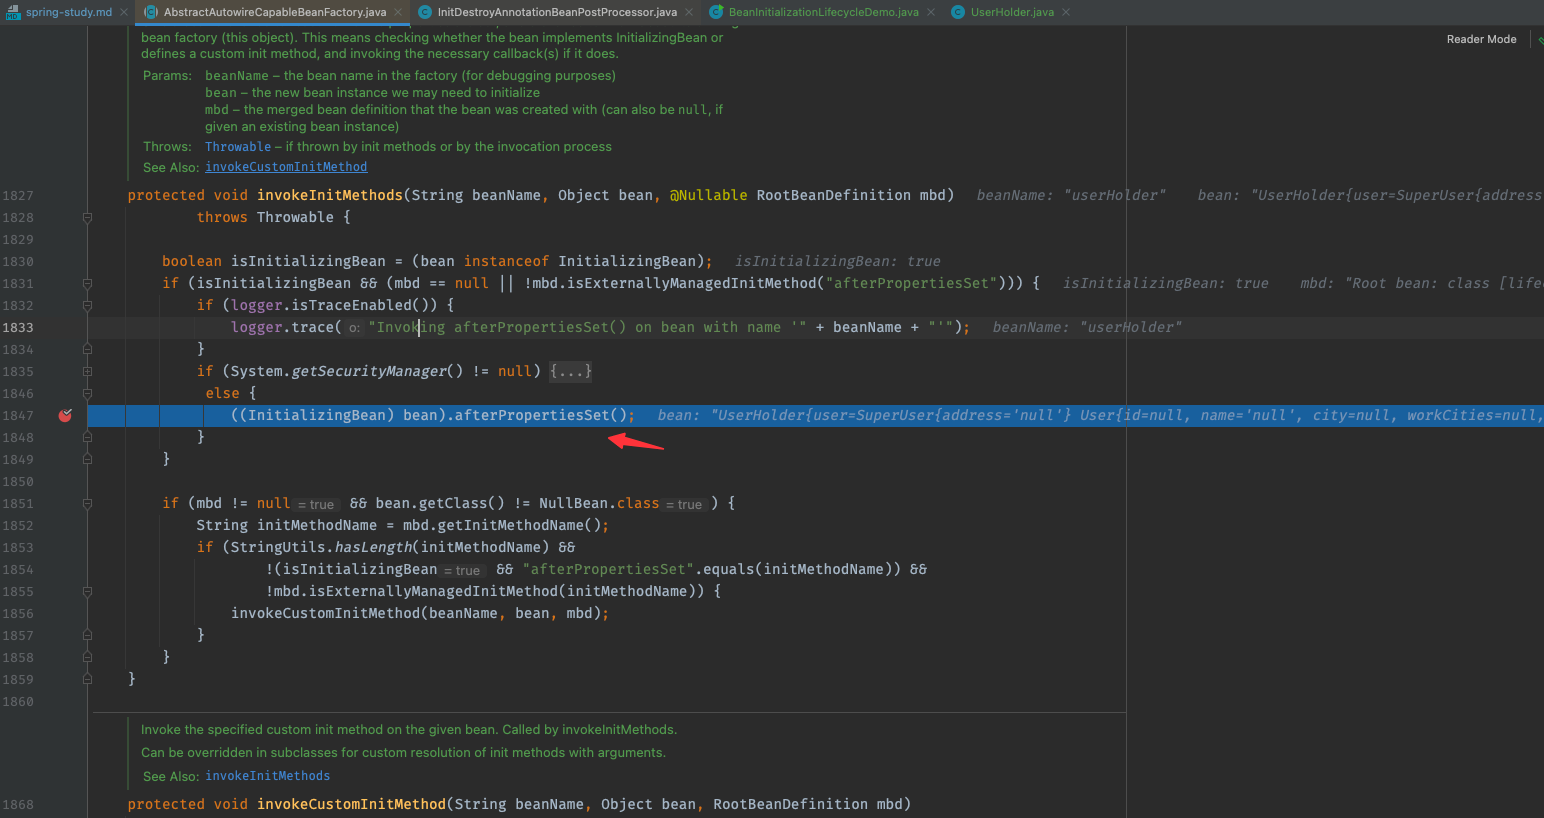 spring-study.md AbstractAutowireCapableBeanFactory.java InitDestroyAnnotationBeanPostProcessor.java BeanInitializationLifecycleDemo.java UserHolder.java
bean factory (this object). This means checking whether the bean implements InitializingBean or
Reader Mode
defines a custom init method, and invoking the necessary callback(s) if it does.
Params: beanName – the bean name in the factory (for debugging purposes)
bean – the new bean instance we may need to initialize
mbd – the merged bean definition that the bean was created with (can also be null, if
given an existing bean instance)
Throws: Throwable – if thrown by init methods or by the invocation process
See Also: invokeCustomInitMethod
1827 protected void invokeInitMethods(String beanName, Object bean, @Nullable RootBeanDefinition mbd) beanName: "userHolder" bean: "UserHolder{user=SuperUser{address
1828 throws Throwable {
1829
1830 boolean isInitializingBean = (bean instanceof InitializingBean); isInitializingBean: true
1831 if (isInitializingBean && (mbd == null || !mbd.isExternallyManagedInitMethod("afterPropertiesSet"))) { isInitializingBean: true mbd: "Root bean: class [life
1832 if (logger.isTraceEnabled()) {
1833 logger.trace( o: "Invoking afterPropertiesSet() on bean with name '" + beanName + "'"); beanName: "userHolder"
1834 }
1835 if (System.getSecurityManager() != null) {...}
1846 else {
1847 ((InitializingBean) bean).afterPropertiesSet(); bean: "UserHolder{user=SuperUser{address='null'} User{id=null, name='null', city=null, workCities=null,
1848 }
1849 }
1850
1851 if (mbd != null = true && bean.getClass() != NullBean.class = true ) {
1852 String initMethodName = mbd.getInitMethodName();
1853 if (StringUtils.hasLength(initMethodName) &&
1854 !(isInitializingBean = true && "afterPropertiesSet".equals(initMethodName)) &&
1855 !mbd.isExternallyManagedInitMethod(initMethodName)) {
1856 invokeCustomInitMethod(beanName, bean, mbd);
1857 }
1858 }
1859 }
1860
Invoke the specified custom init method on the given bean. Called by invokeInitMethods.
Can be overridden in subclasses for custom resolution of init methods with arguments.
See Also: invokeInitMethods
1868 protected void invokeCustomInitMethod(String beanName, Object bean, RootBeanDefinition mbd)